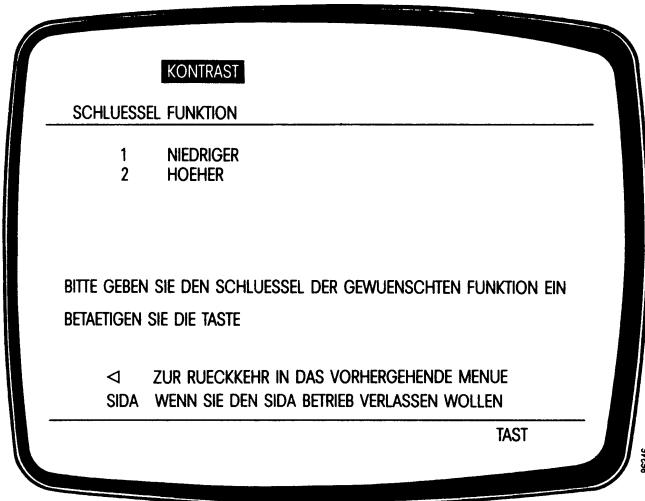 KONTRAST
SCHLUESSEL FUNKTION
1 NIEDRIGER
2 HOEHER
BITTE GEBEN SIE DEN SCHLUESSEL DER GEWUENSCHTEN FUNKTION EIN
BETAETIGEN SIE DIE TASTE
◁ ZUR RUECKKEHR IN DAS VORHERGEHENDE MENUE
SIDA WENN SIE DEN SIDA BETRIEB VERLASSEN WOLLEN
TAST